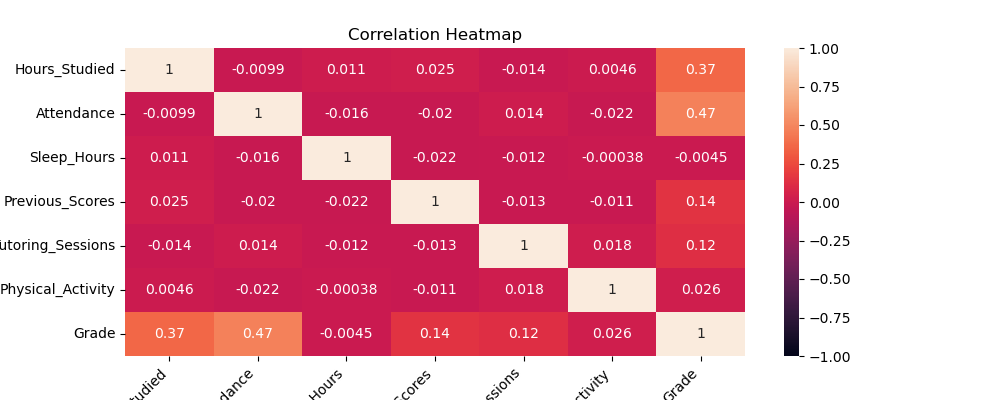 Correlation Heatmap
Hours_Studied 1 -0.0099 0.011 0.025 -0.014 0.0046 0.37 1.00
0.75
Attendance -0.0099 1 -0.016 -0.02 0.014 -0.022 0.47
0.50
Sleep_Hours 0.011 -0.016 1 -0.022 -0.012 -0.00038 -0.0045
0.25
Previous_Scores 0.025 -0.02 -0.022 1 -0.013 -0.011 0.14 0.00
utoring_Sessions -0.014 0.014 -0.012 -0.013 1 0.018 0.12 -0.25
Physical_Activity 0.0046 -0.022 -0.00038 -0.011 0.018 1 0.026
-0.50
-0.75
Grade 0.37 0.47 -0.0045 0.14 0.12 0.026 1
-1.00
tudied dance Hours Scores ssions ctivity Grade